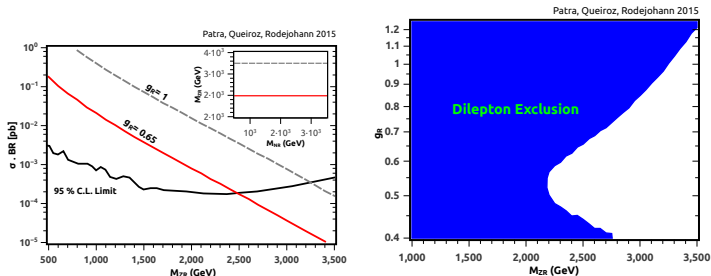 Patra, Queiroz, Rodejohann 2015
σ . BR [pb]
10⁰
10⁻¹
10⁻²
10⁻³
10⁻⁴
10⁻⁵
500
1,000
1,500
2,000
2,500
3,000
3,500
M_ZR (GeV)
g_R= 1
g_R= 0.65
95 % C.L. Limit
M_ZR (GeV)
4·10³
3·10³
2·10³
2·10³
10³
2·10³
3·10³
M_NR (GeV)
Patra, Queiroz, Rodejohann 2015
g_R
1.2
1.1
1
0.9
0.8
0.7
0.6
0.5
0.4
Dilepton Exclusion
1,000
1,500
2,000
2,500
3,000
3,500
M_ZR (GeV)